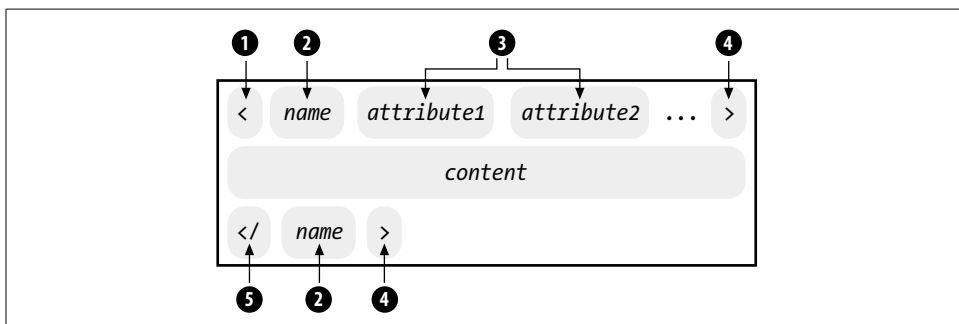 1 2 3 4
< name attribute1 attribute2 ... >
content
</ name >
5 2 4